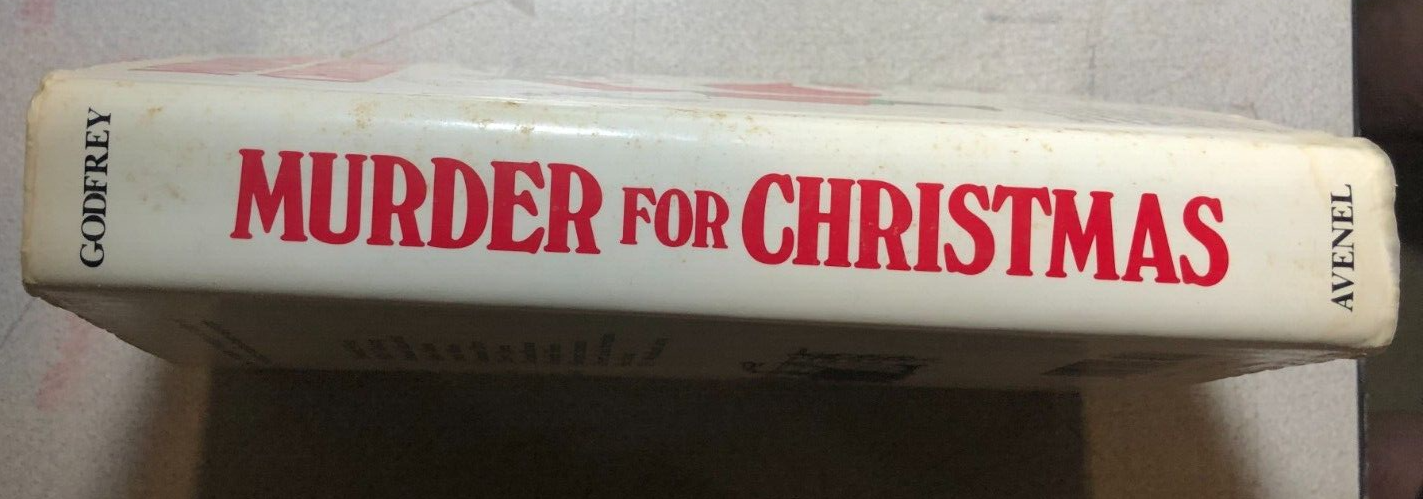 GODFREY
MURDER FOR CHRISTMAS
AVENEL